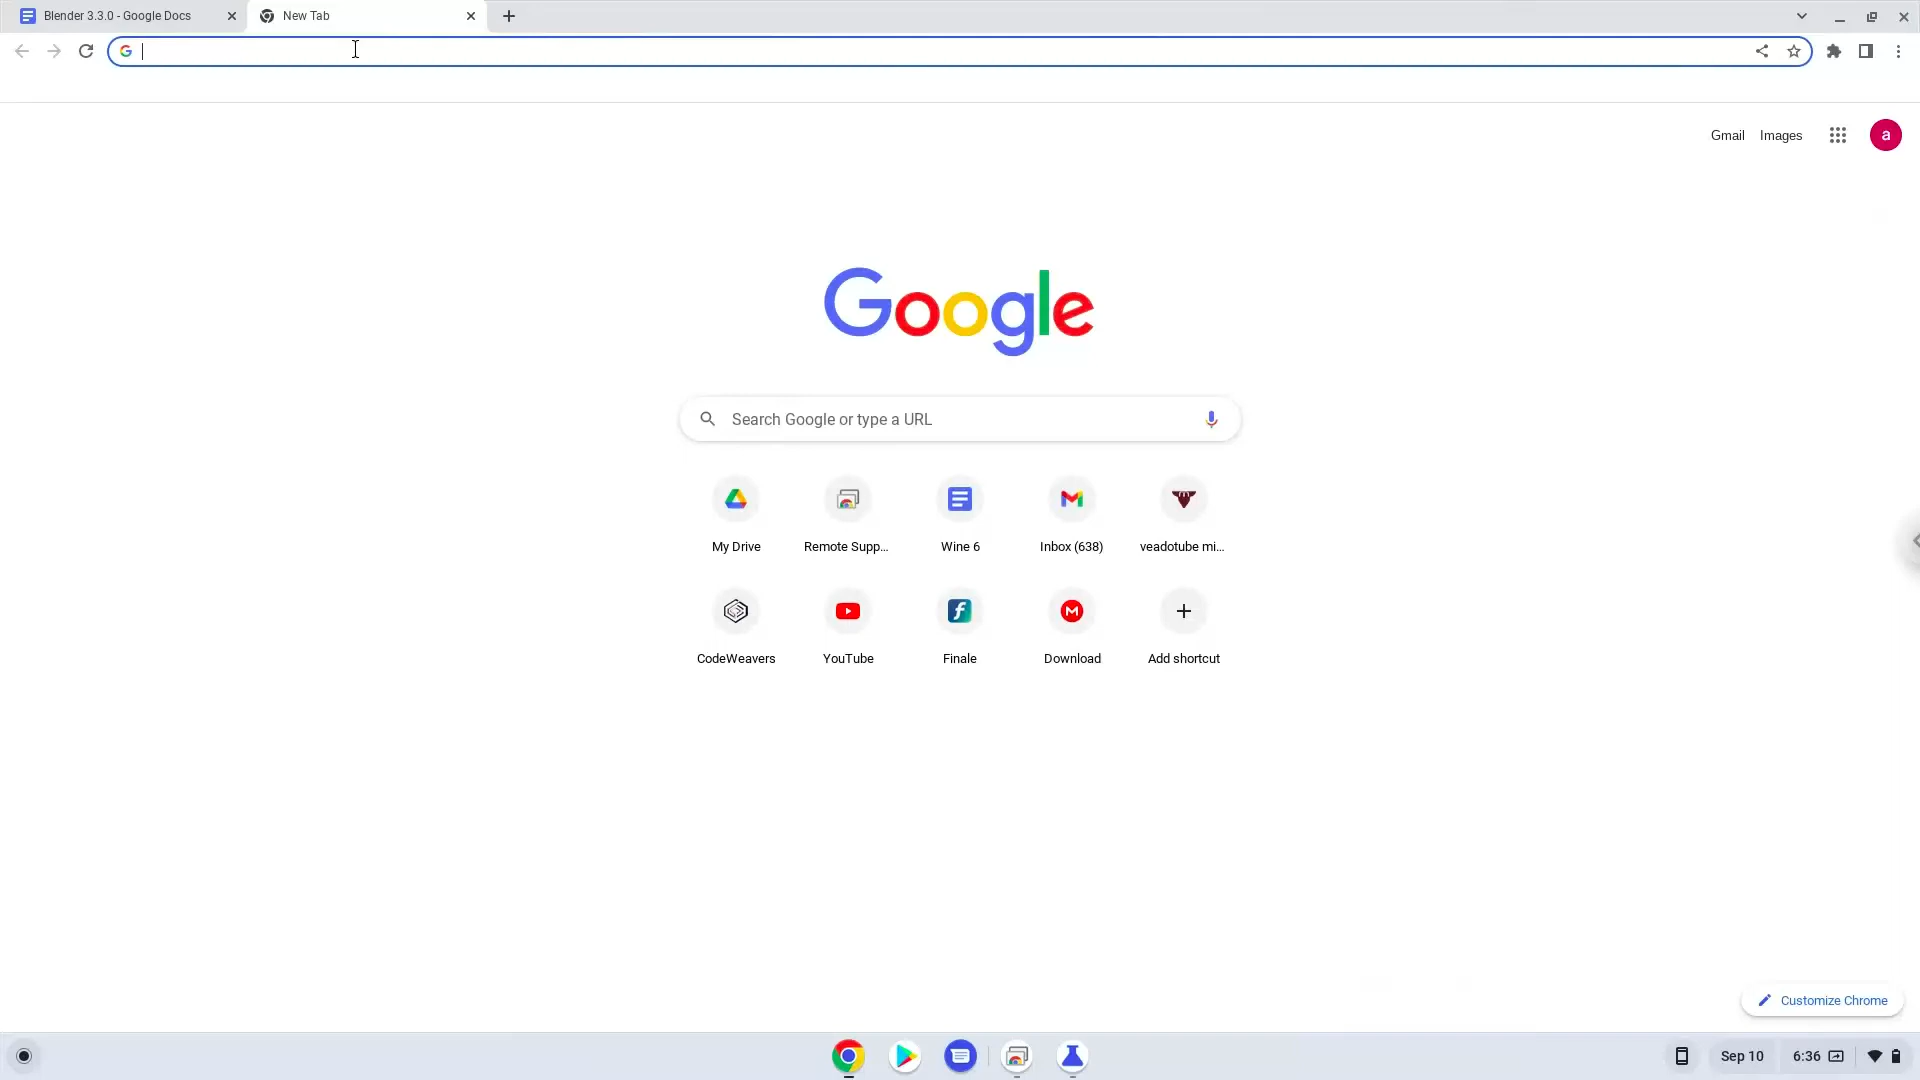 Blender 3.3.0 - Google Docs
New Tab
Gmail
Images
a
Google
Search Google or type a URL
My Drive
Remote Supp...
Wine 6
Inbox (638)
veadotube mi...
CodeWeavers
YouTube
Finale
Download
Add shortcut
Customize Chrome
Sep 10
6:36